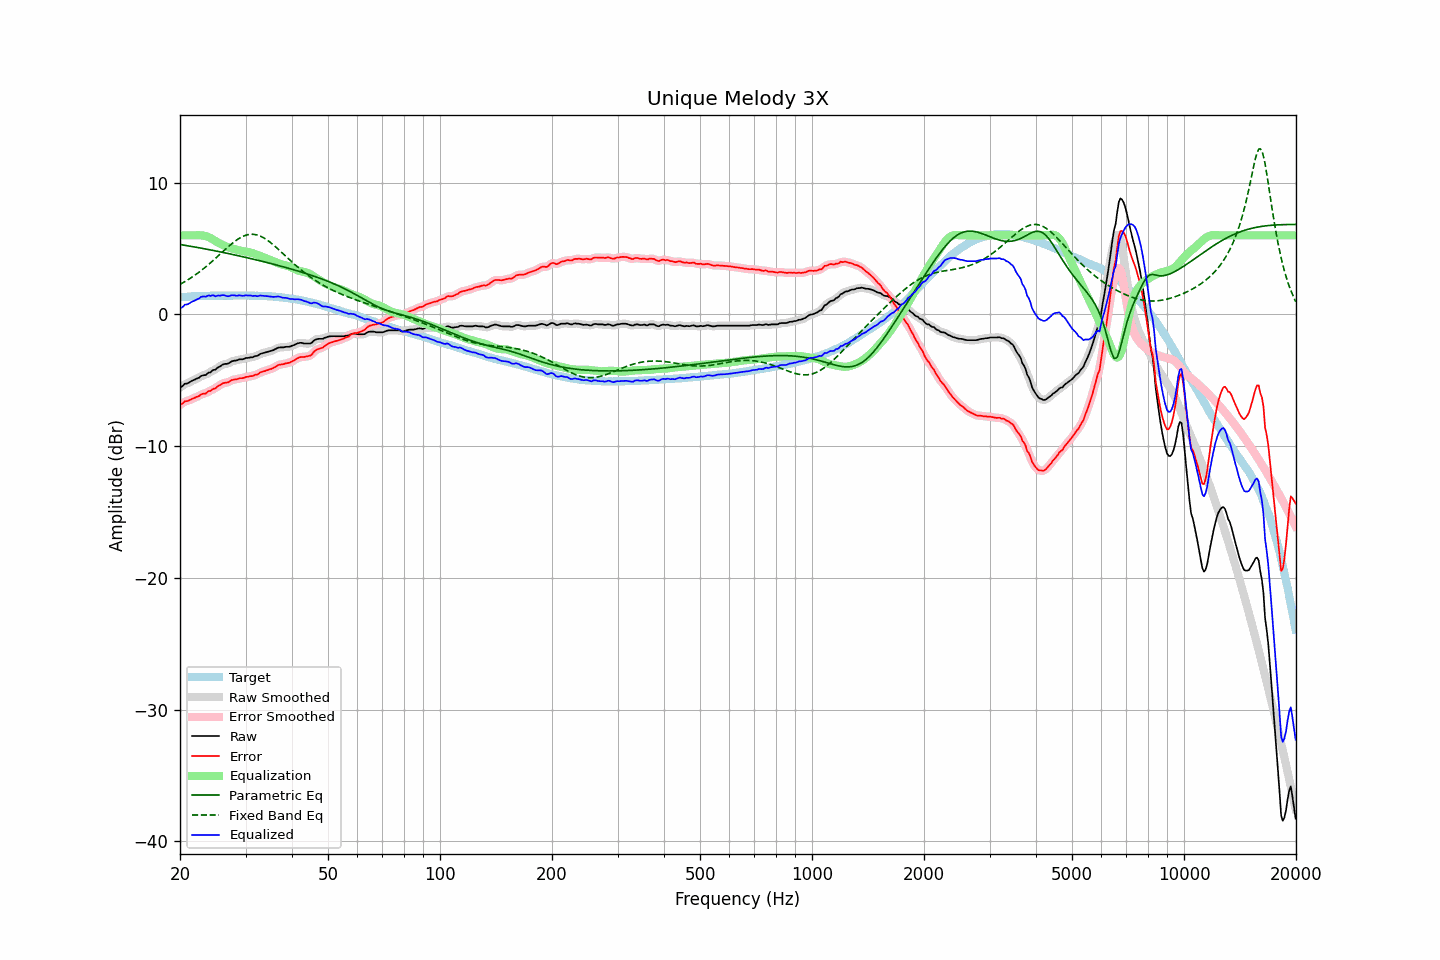 Unique Melody 3X
10
0
−10
−20
−30
−40
Amplitude (dBr)
Target
Raw Smoothed
Error Smoothed
Raw
Error
Equalization
Parametric Eq
Fixed Band Eq
Equalized
20 50 100 200 500 1000 2000 5000 10000 20000
Frequency (Hz)